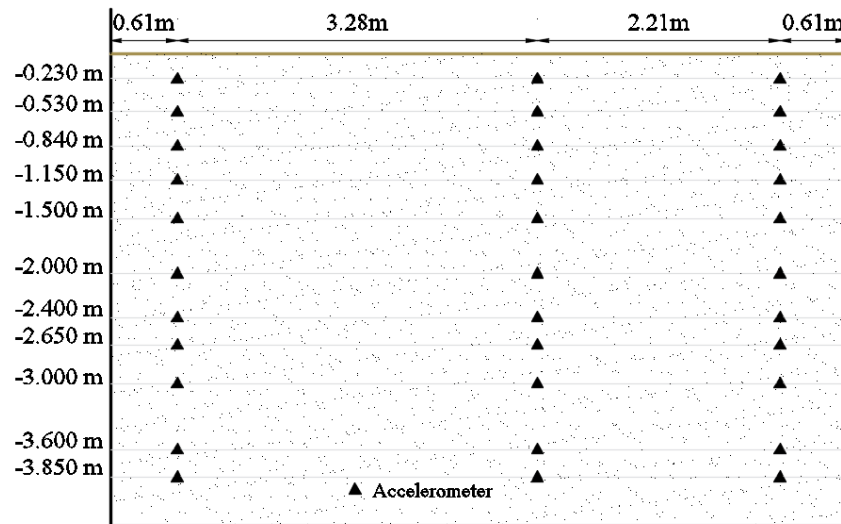 0.61m 3.28m 2.21m 0.61m
-0.230 m
-0.530 m
-0.840 m
-1.150 m
-1.500 m
-2.000 m
-2.400 m
-2.650 m
-3.000 m
-3.600 m
-3.850 m
Accelerometer